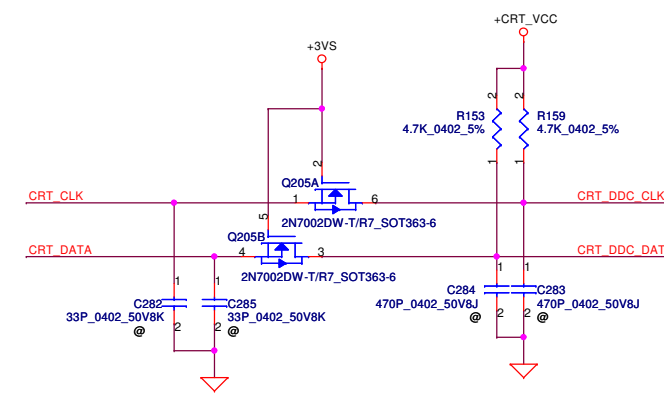 +CRT_VCC
+3VS
2
2
R153
4.7K_0402_5%
R159
4.7K_0402_5%
2
1
1
Q205A
CRT_CLK
1
6
CRT_DDC_CLK
5
2N7002DW-T/R7_SOT363-6
Q205B
CRT_DATA
4
3
CRT_DDC_DAT
2N7002DW-T/R7_SOT363-6
1
1
1
1
C282
33P_0402_50V8K
@
C285
33P_0402_50V8K
@
C284
470P_0402_50V8J
@
C283
470P_0402_50V8J
@
2
2
2
2